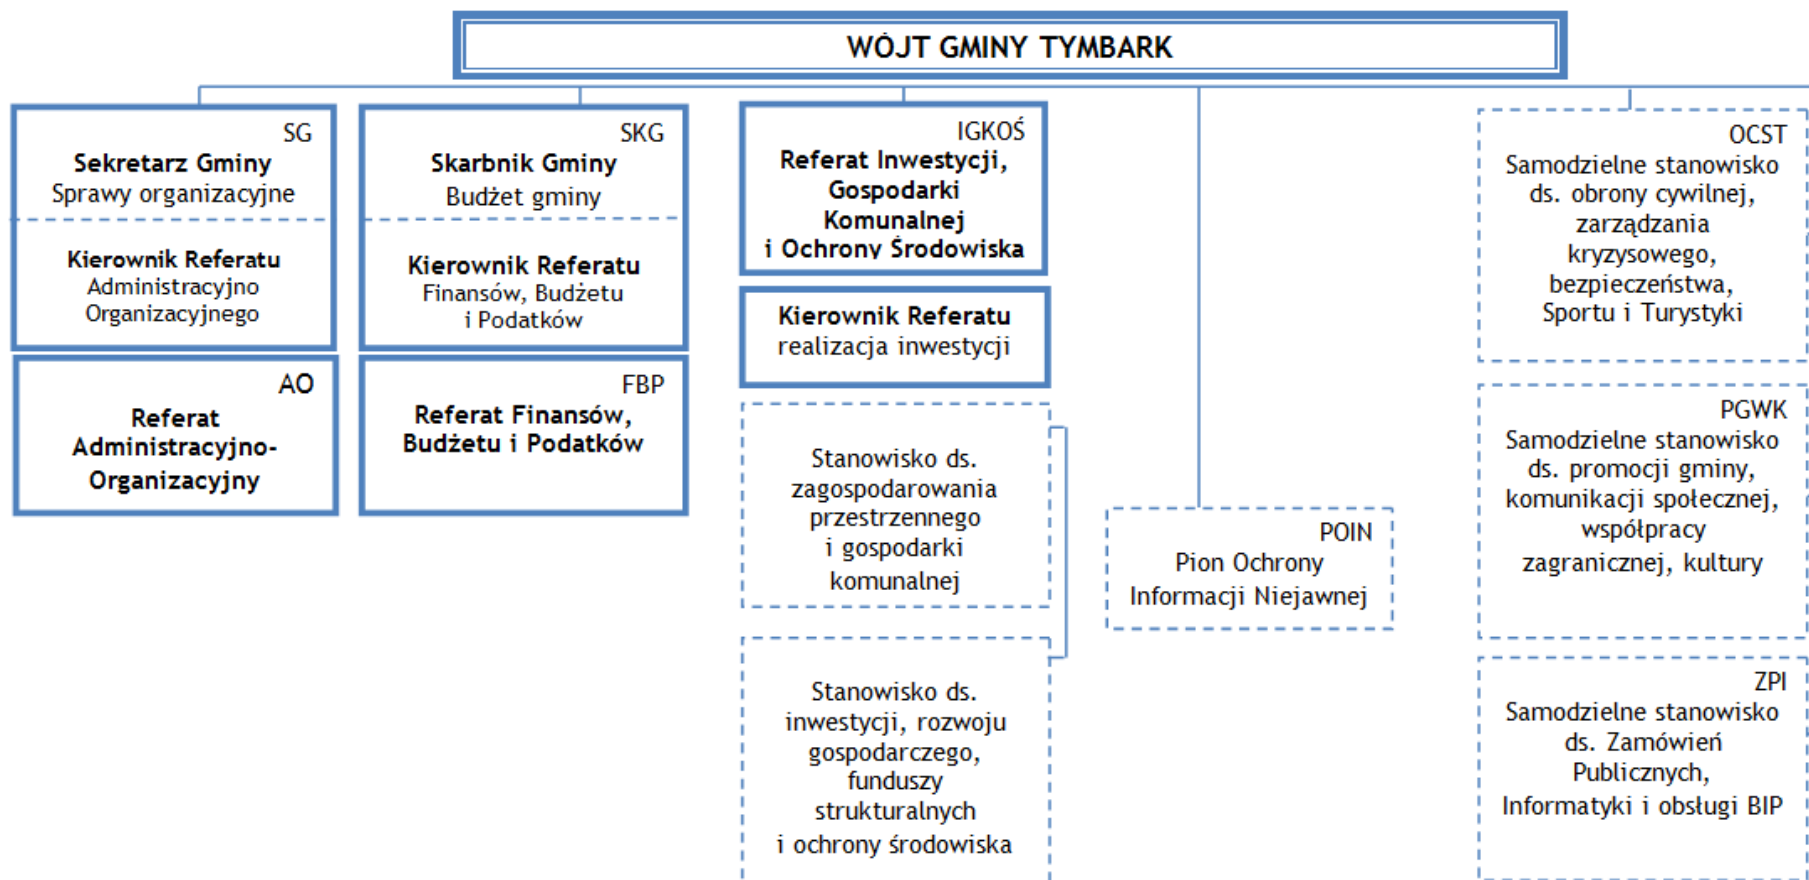 WÓJT GMINY TYMBARK
SG
Sekretarz Gminy
Sprawy organizacyjne
Kierownik Referatu
Administracyjno
Organizacyjnego
AO
Referat
Administracyjno-
Organizacyjny
SKG
Skarbnik Gminy
Budżet gminy
Kierownik Referatu
Finansów, Budżetu
i Podatków
FBP
Referat Finansów,
Budżetu i Podatków
IGKOŚ
Referat Inwestycji,
Gospodarki
Komunalnej
i Ochrony Środowiska
Kierownik Referatu
realizacja inwestycji
Stanowisko ds.
zagospodarowania
przestrzennego
i gospodarki
komunalnej
Stanowisko ds.
inwestycji, rozwoju
gospodarczego,
funduszy
strukturalnych
i ochrony środowiska
POIN
Pion Ochrony
Informacji Niejawnej
OCST
Samodzielne stanowisko
ds. obrony cywilnej,
zarządzania
kryzysowego,
bezpieczeństwa,
Sportu i Turystyki
PGWK
Samodzielne stanowisko
ds. promocji gminy,
komunikacji społecznej,
współpracy
zagranicznej, kultury
ZPI
Samodzielne stanowisko
ds. Zamówień
Publicznych,
Informatyki i obsługi BIP